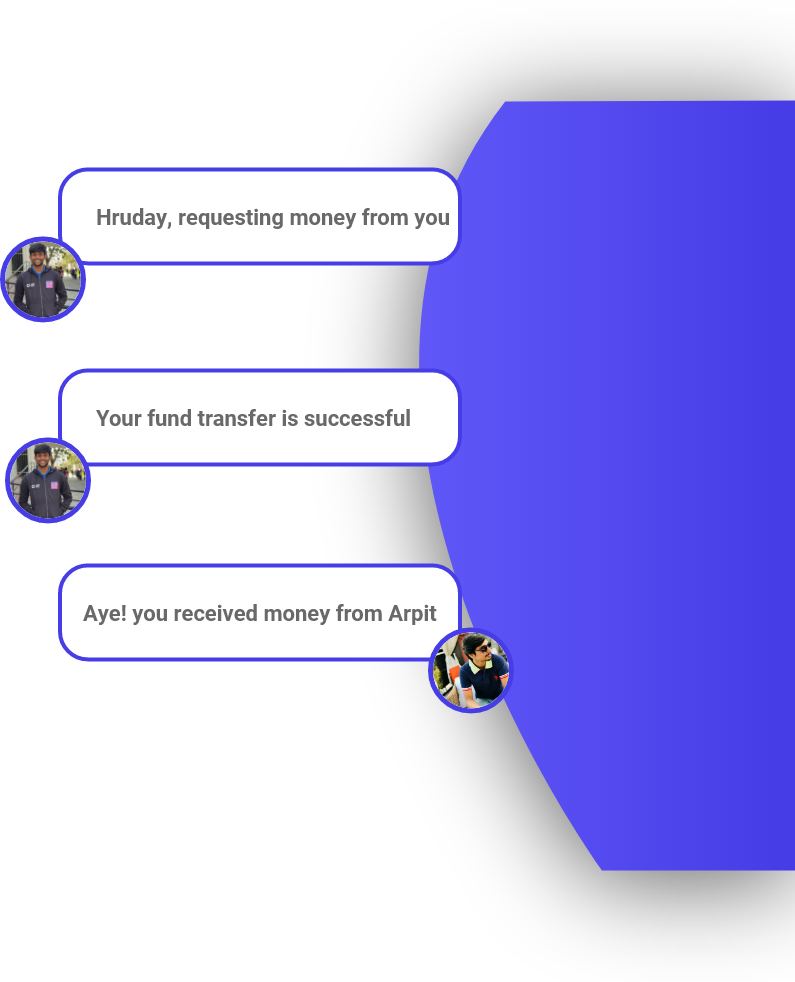 Hruday, requesting money from you
Your fund transfer is successful
Aye! you received money from Arpit